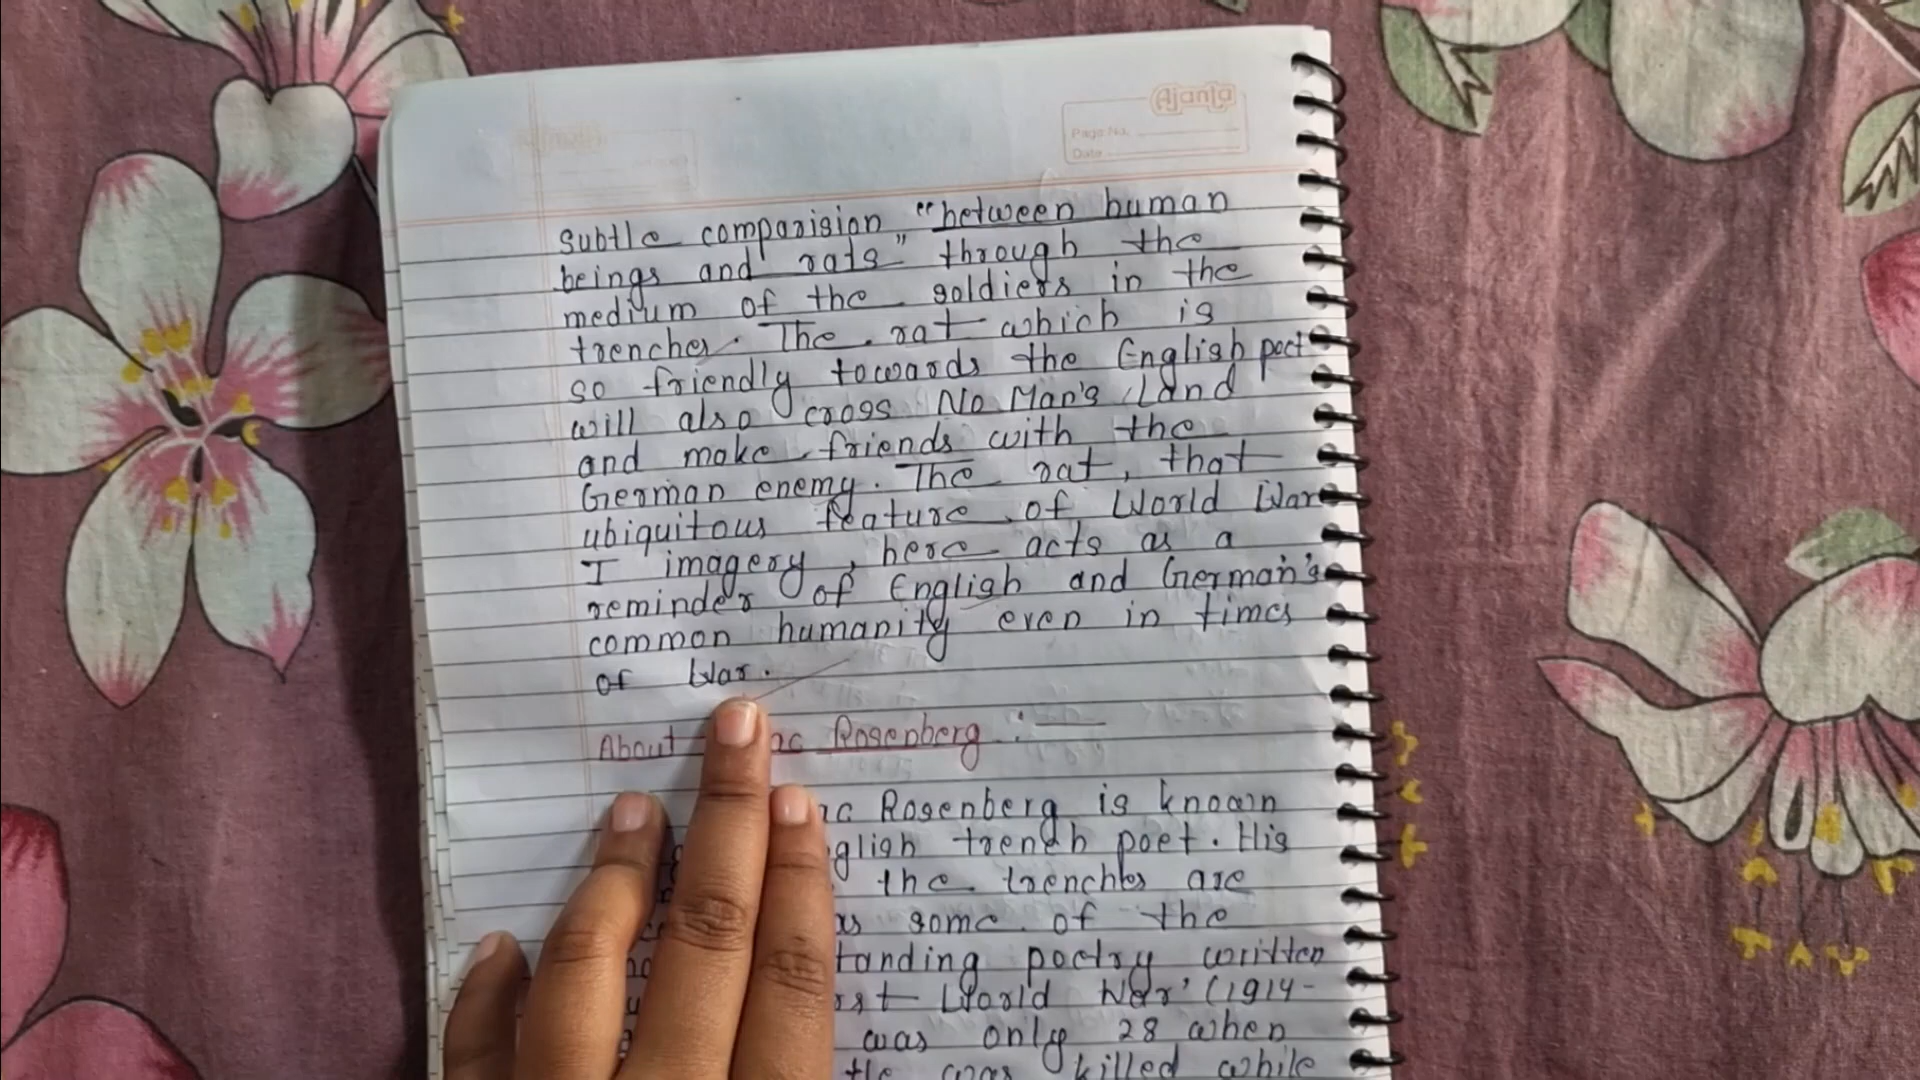 Ajanta
Page No.
Date
Subtle comparision "between human
beings and rats" through the
medium of the soldiers in the
trenches. The rat which is
so friendly towards the English poet
will also cross No Man's Land
and make friends with the
German enemy. The rat, that
ubiquitous feature of World War
I imagery, here acts as a
reminder of English and German's
common humanity even in times
of War.
About Rosenberg :
Rosenberg is known
trench poet. His
the trenches are
as some of the
poetry written
World War' (1914-
was only 28 when
was killed while